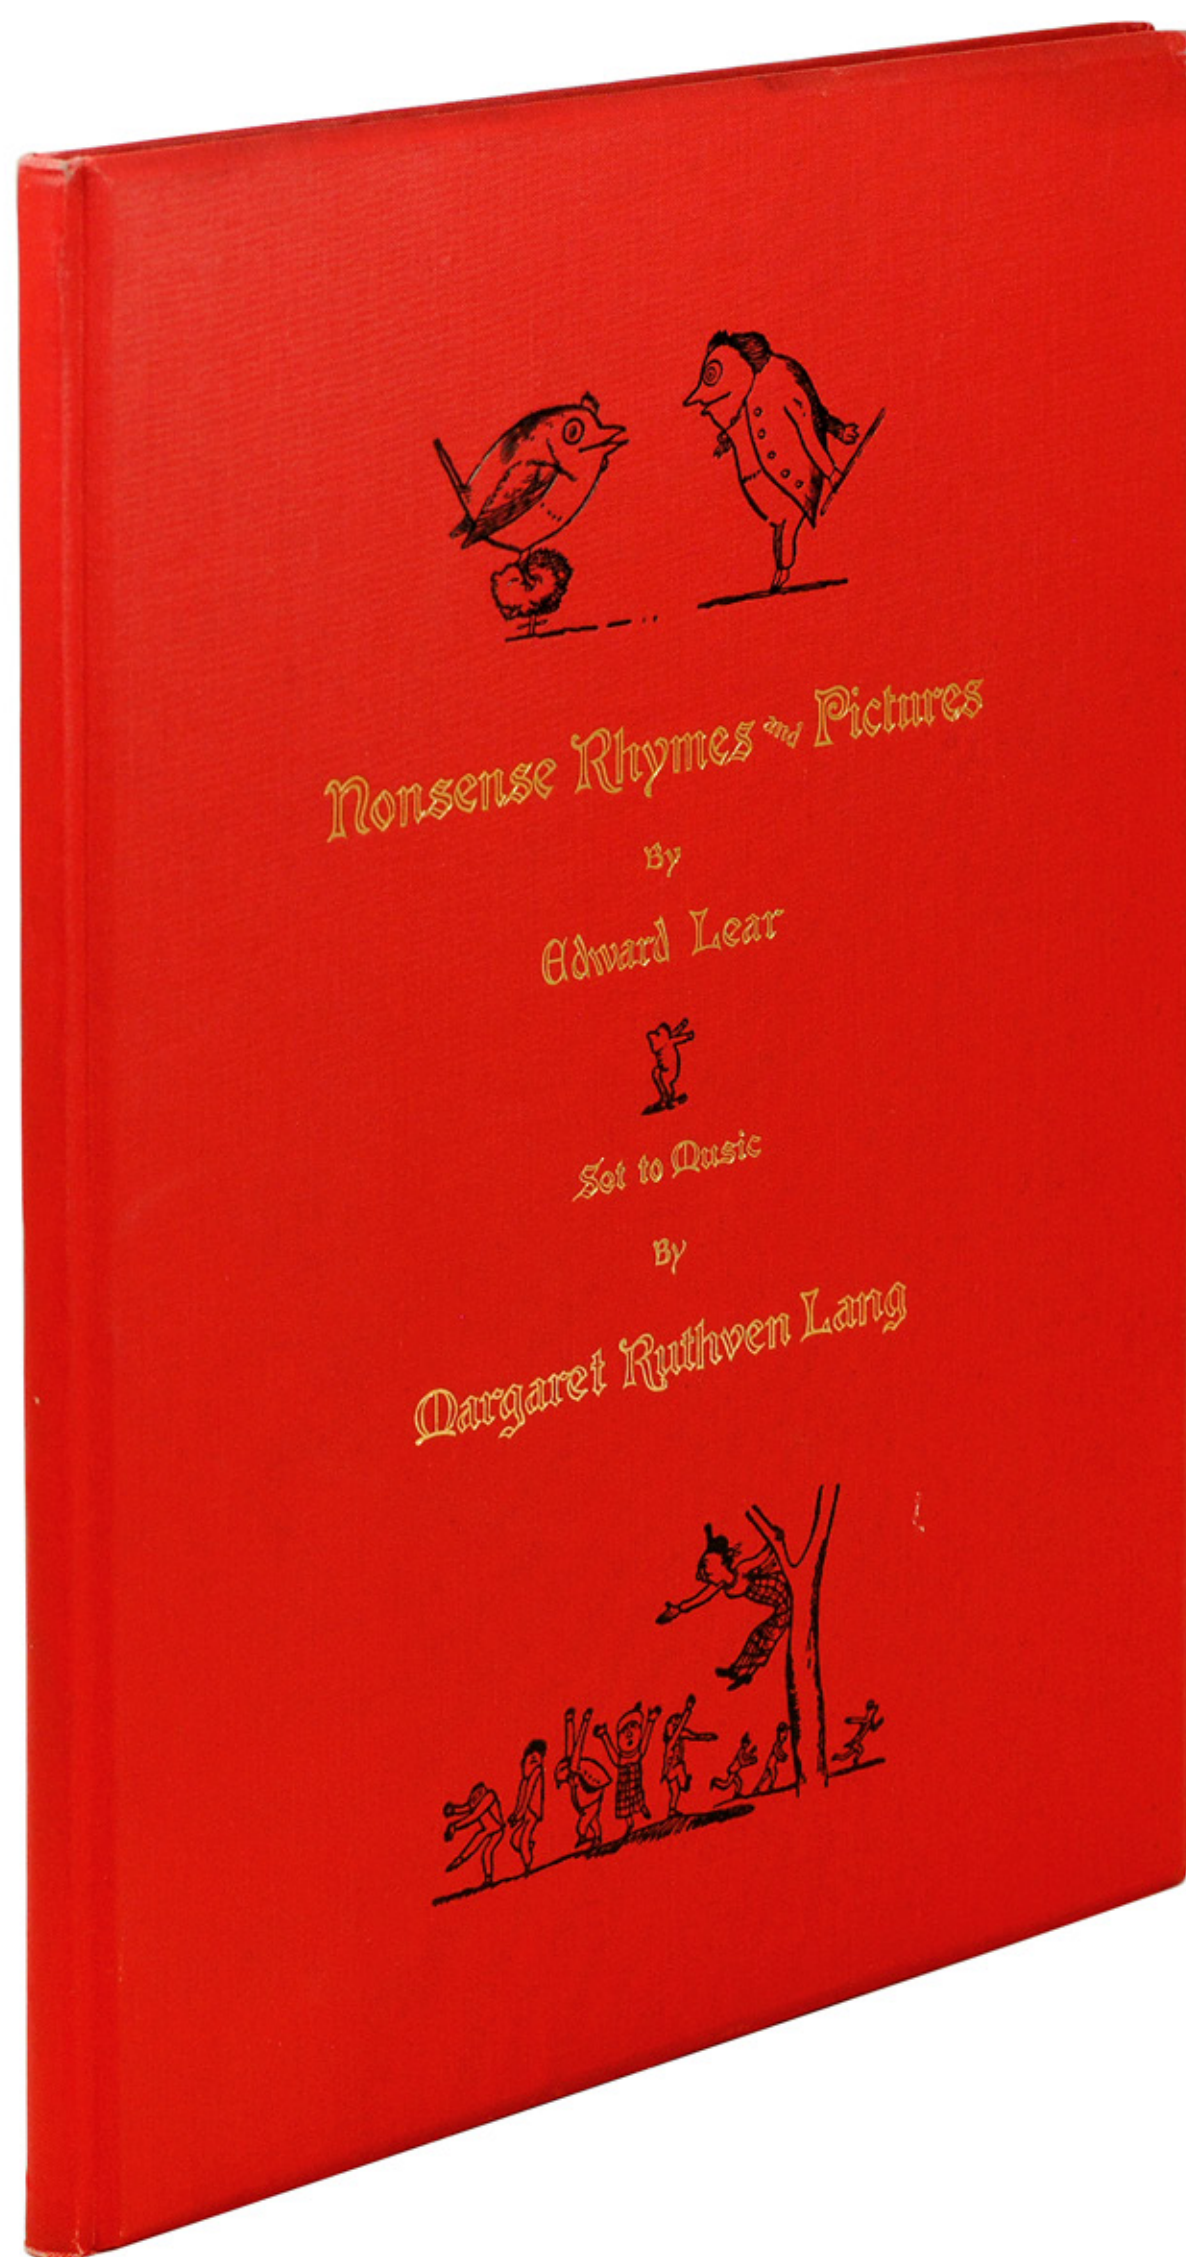 Nonsense Rhymes and Pictures
By
Edward Lear
Set to Music
By
Margaret Ruthven Lang